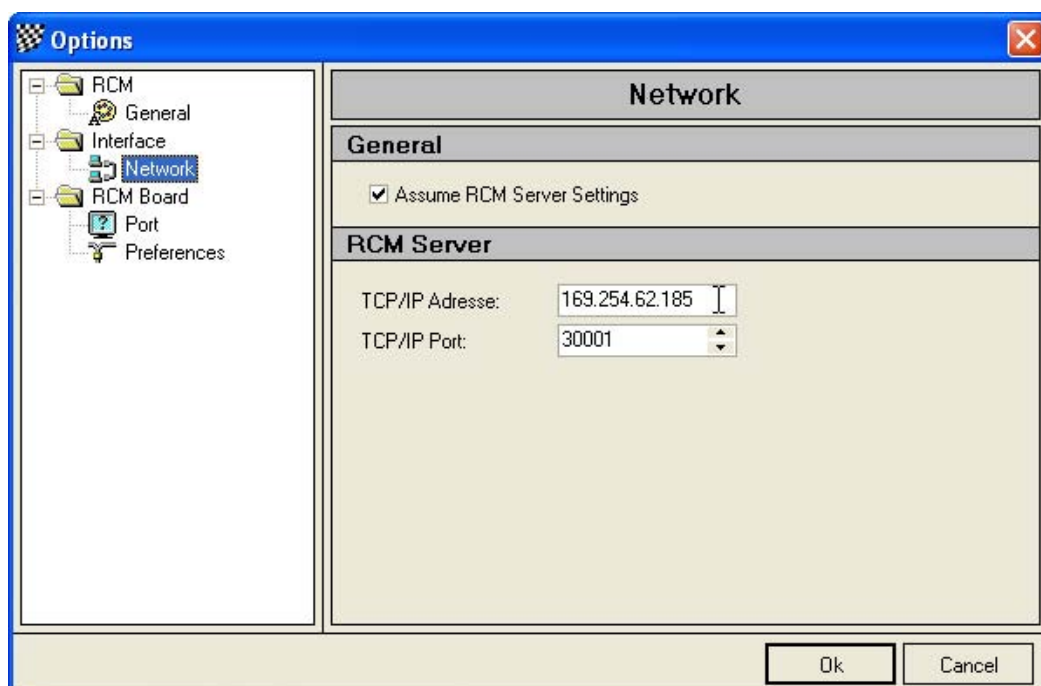 Options
RCM
General
Interface
Network
RCM Board
Port
Preferences
Network
General
Assume RCM Server Settings
RCM Server
TCP/IP Adresse: 169.254.62.185
TCP/IP Port: 30001
Ok Cancel